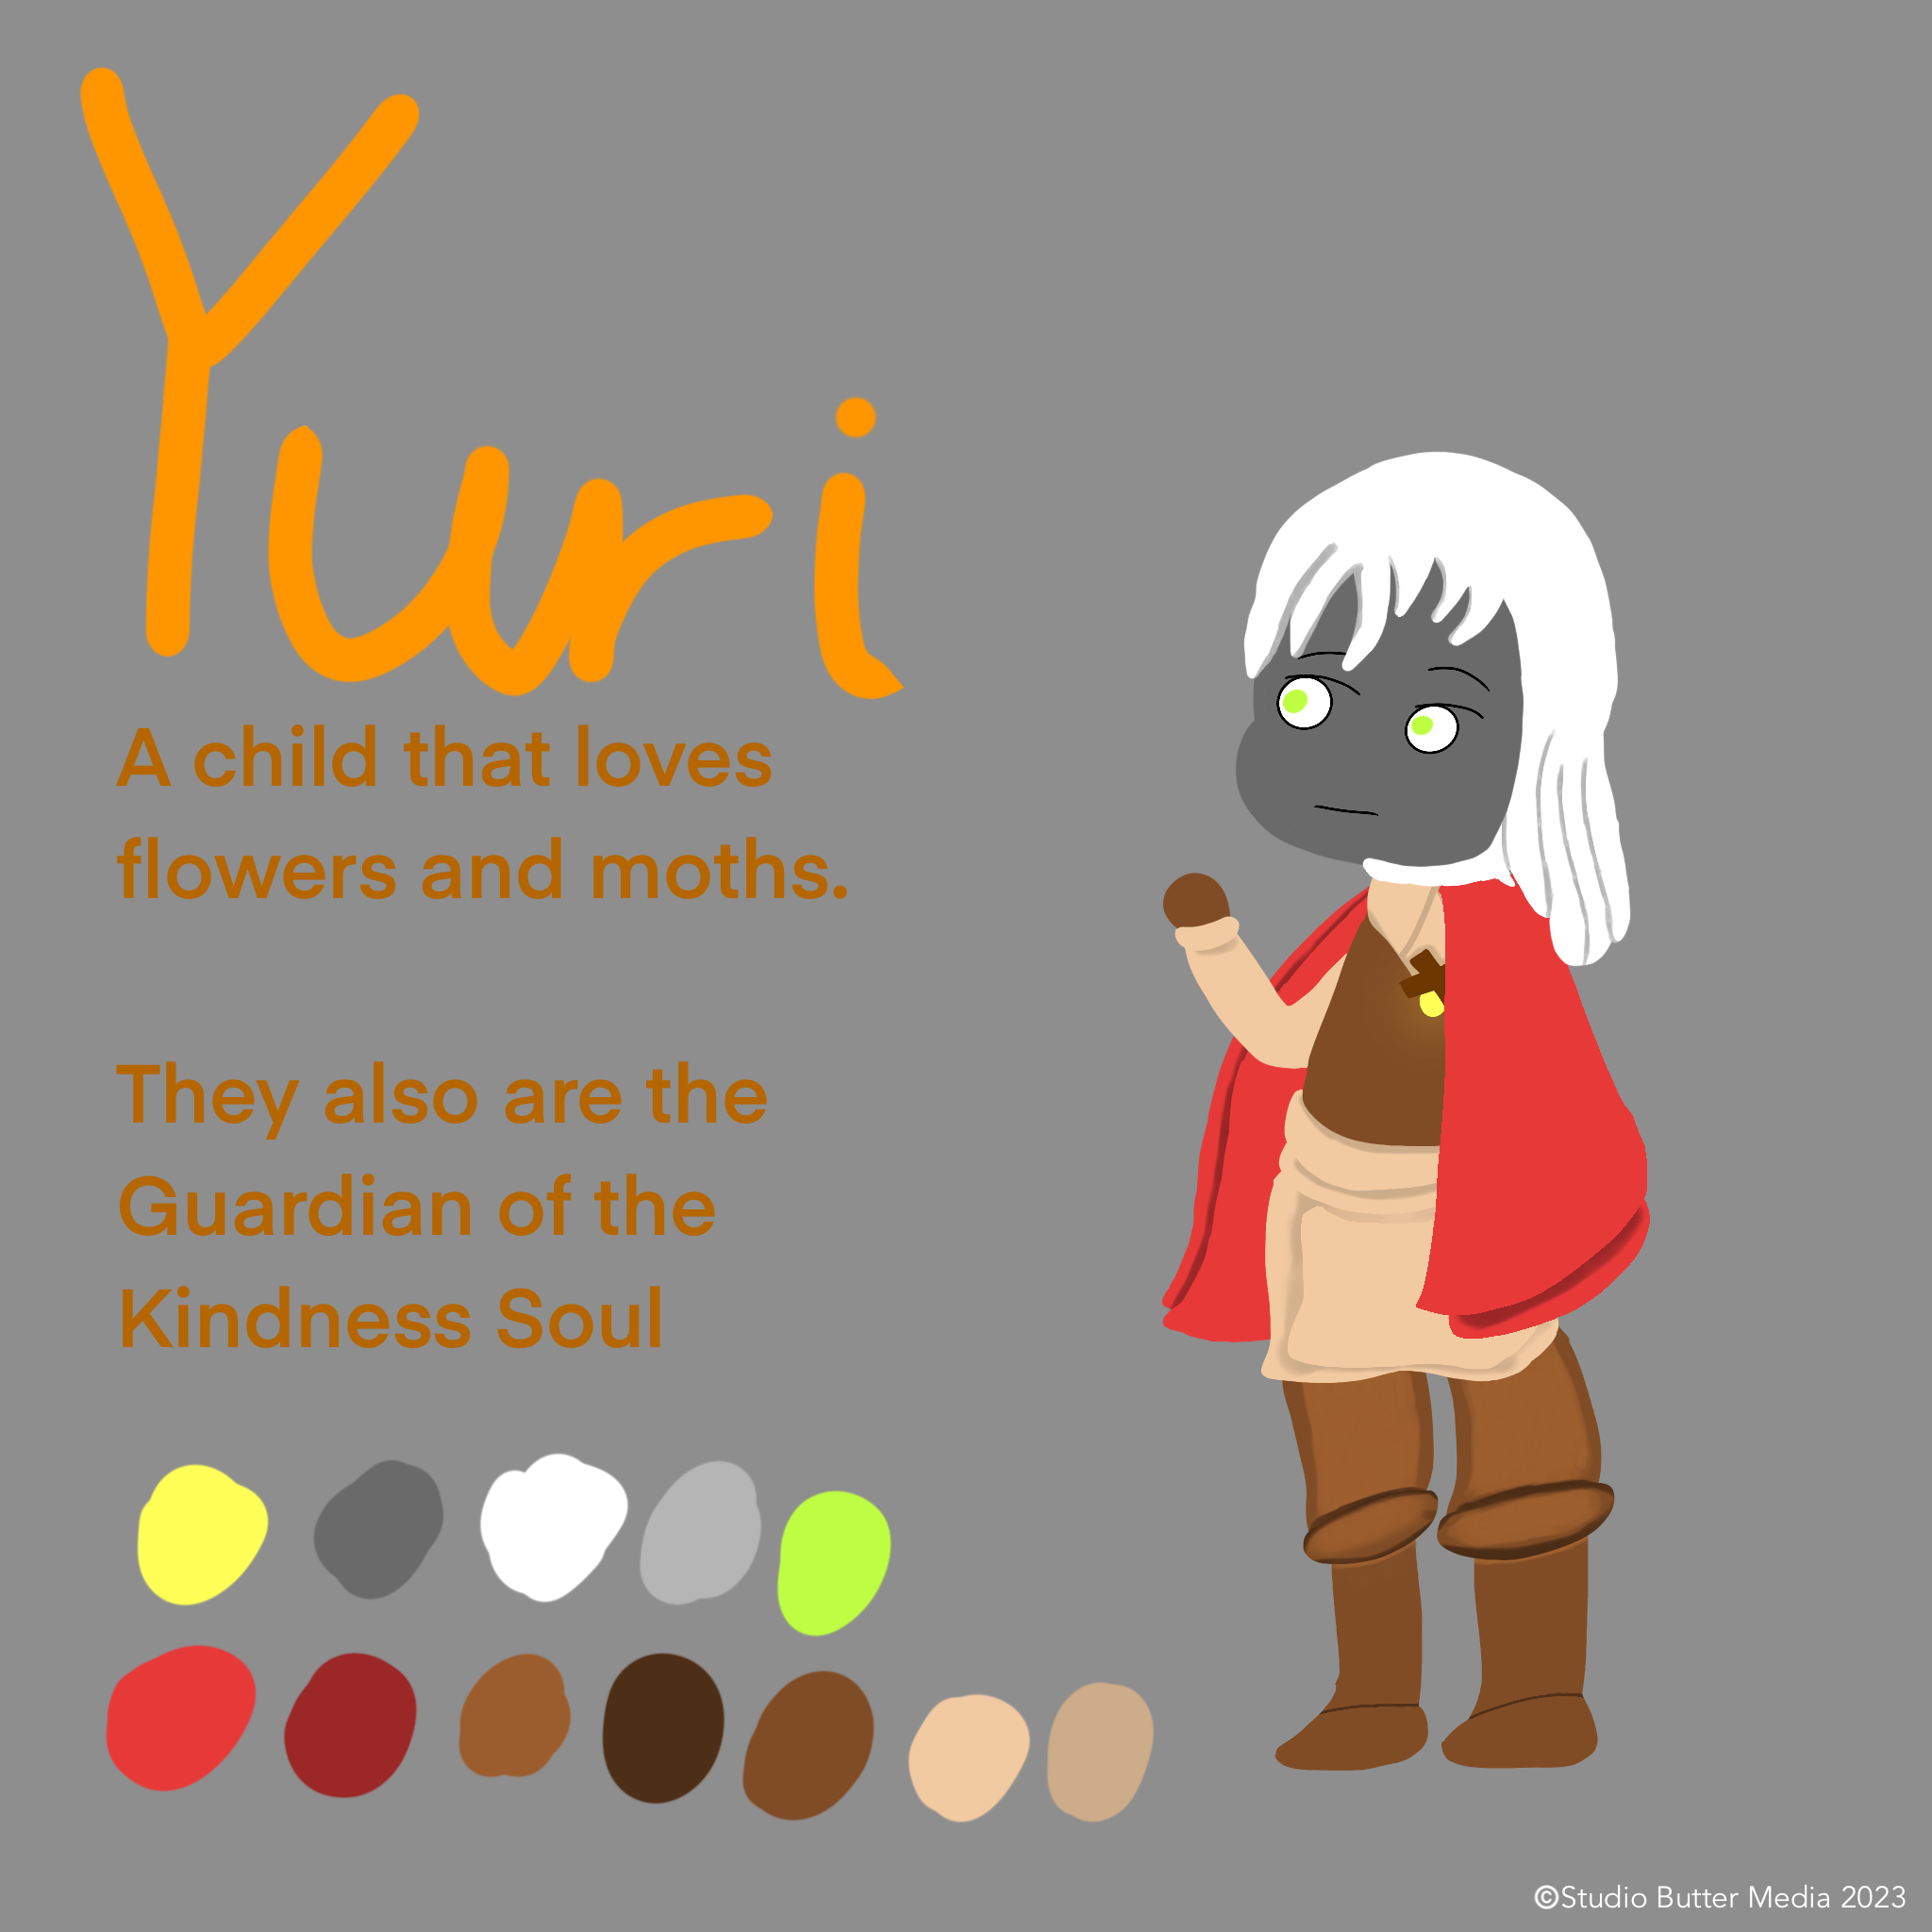 Yuri
A child that loves
flowers and moths.
They also are the
Guardian of the
Kindness Soul
©Studio Butter Media 2023